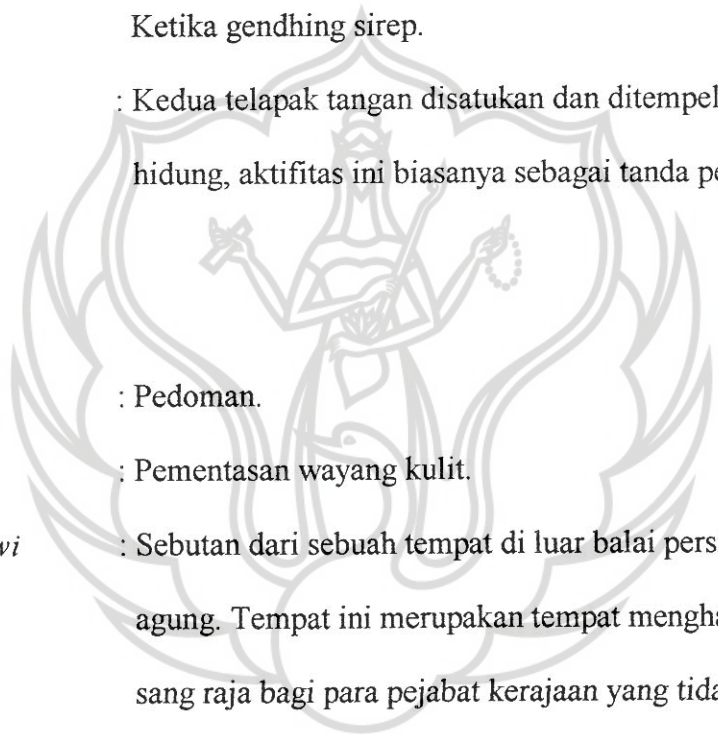 Ketika gendhing sirep.
: Kedua telapak tangan disatukan dan ditempel
hidung, aktifitas ini biasanya sebagai tanda pe
: Pedoman.
: Pementasan wayang kulit.
wi : Sebutan dari sebuah tempat di luar balai pers
agung. Tempat ini merupakan tempat mengha
sang raja bagi para pejabat kerajaan yang tida